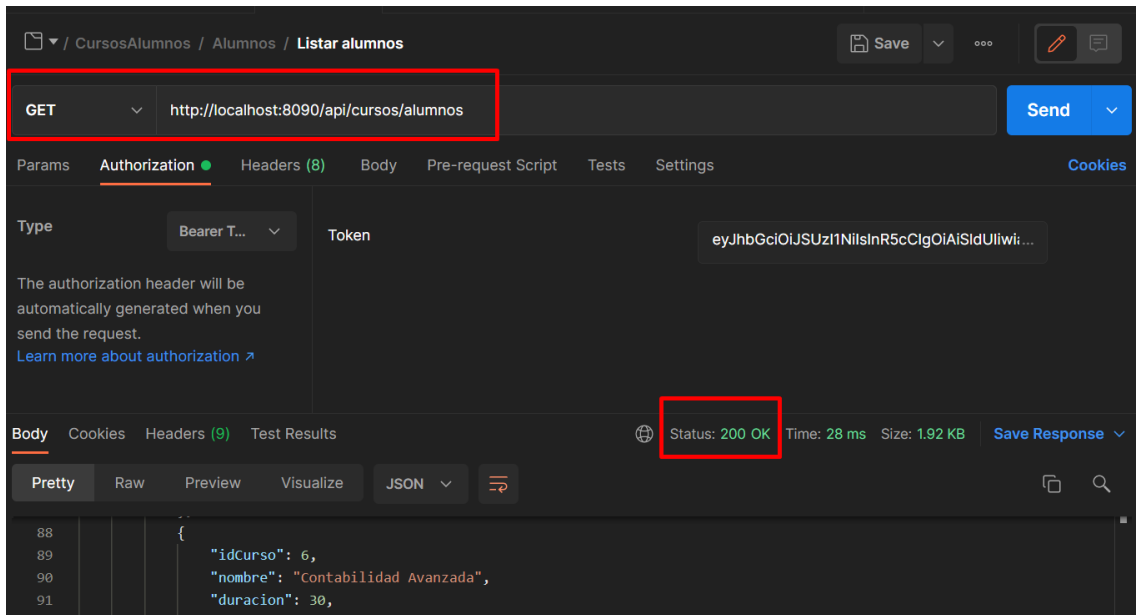 / CursosAlumnos / Alumnos / Listar alumnos
Save
GET
http://localhost:8090/api/cursos/alumnos
Send
Params Authorization Headers (8) Body Pre-request Script Tests Settings Cookies
Type
Bearer T...
Token
The authorization header will be
automatically generated when you
send the request.
Learn more about authorization ↗
Body Cookies Headers (9) Test Results
Status: 200 OK Time: 28 ms Size: 1.92 KB Save Response
Pretty Raw Preview Visualize JSON
88 {
89 "idCurso": 6,
90 "nombre": "Contabilidad Avanzada",
91 "duracion": 30,